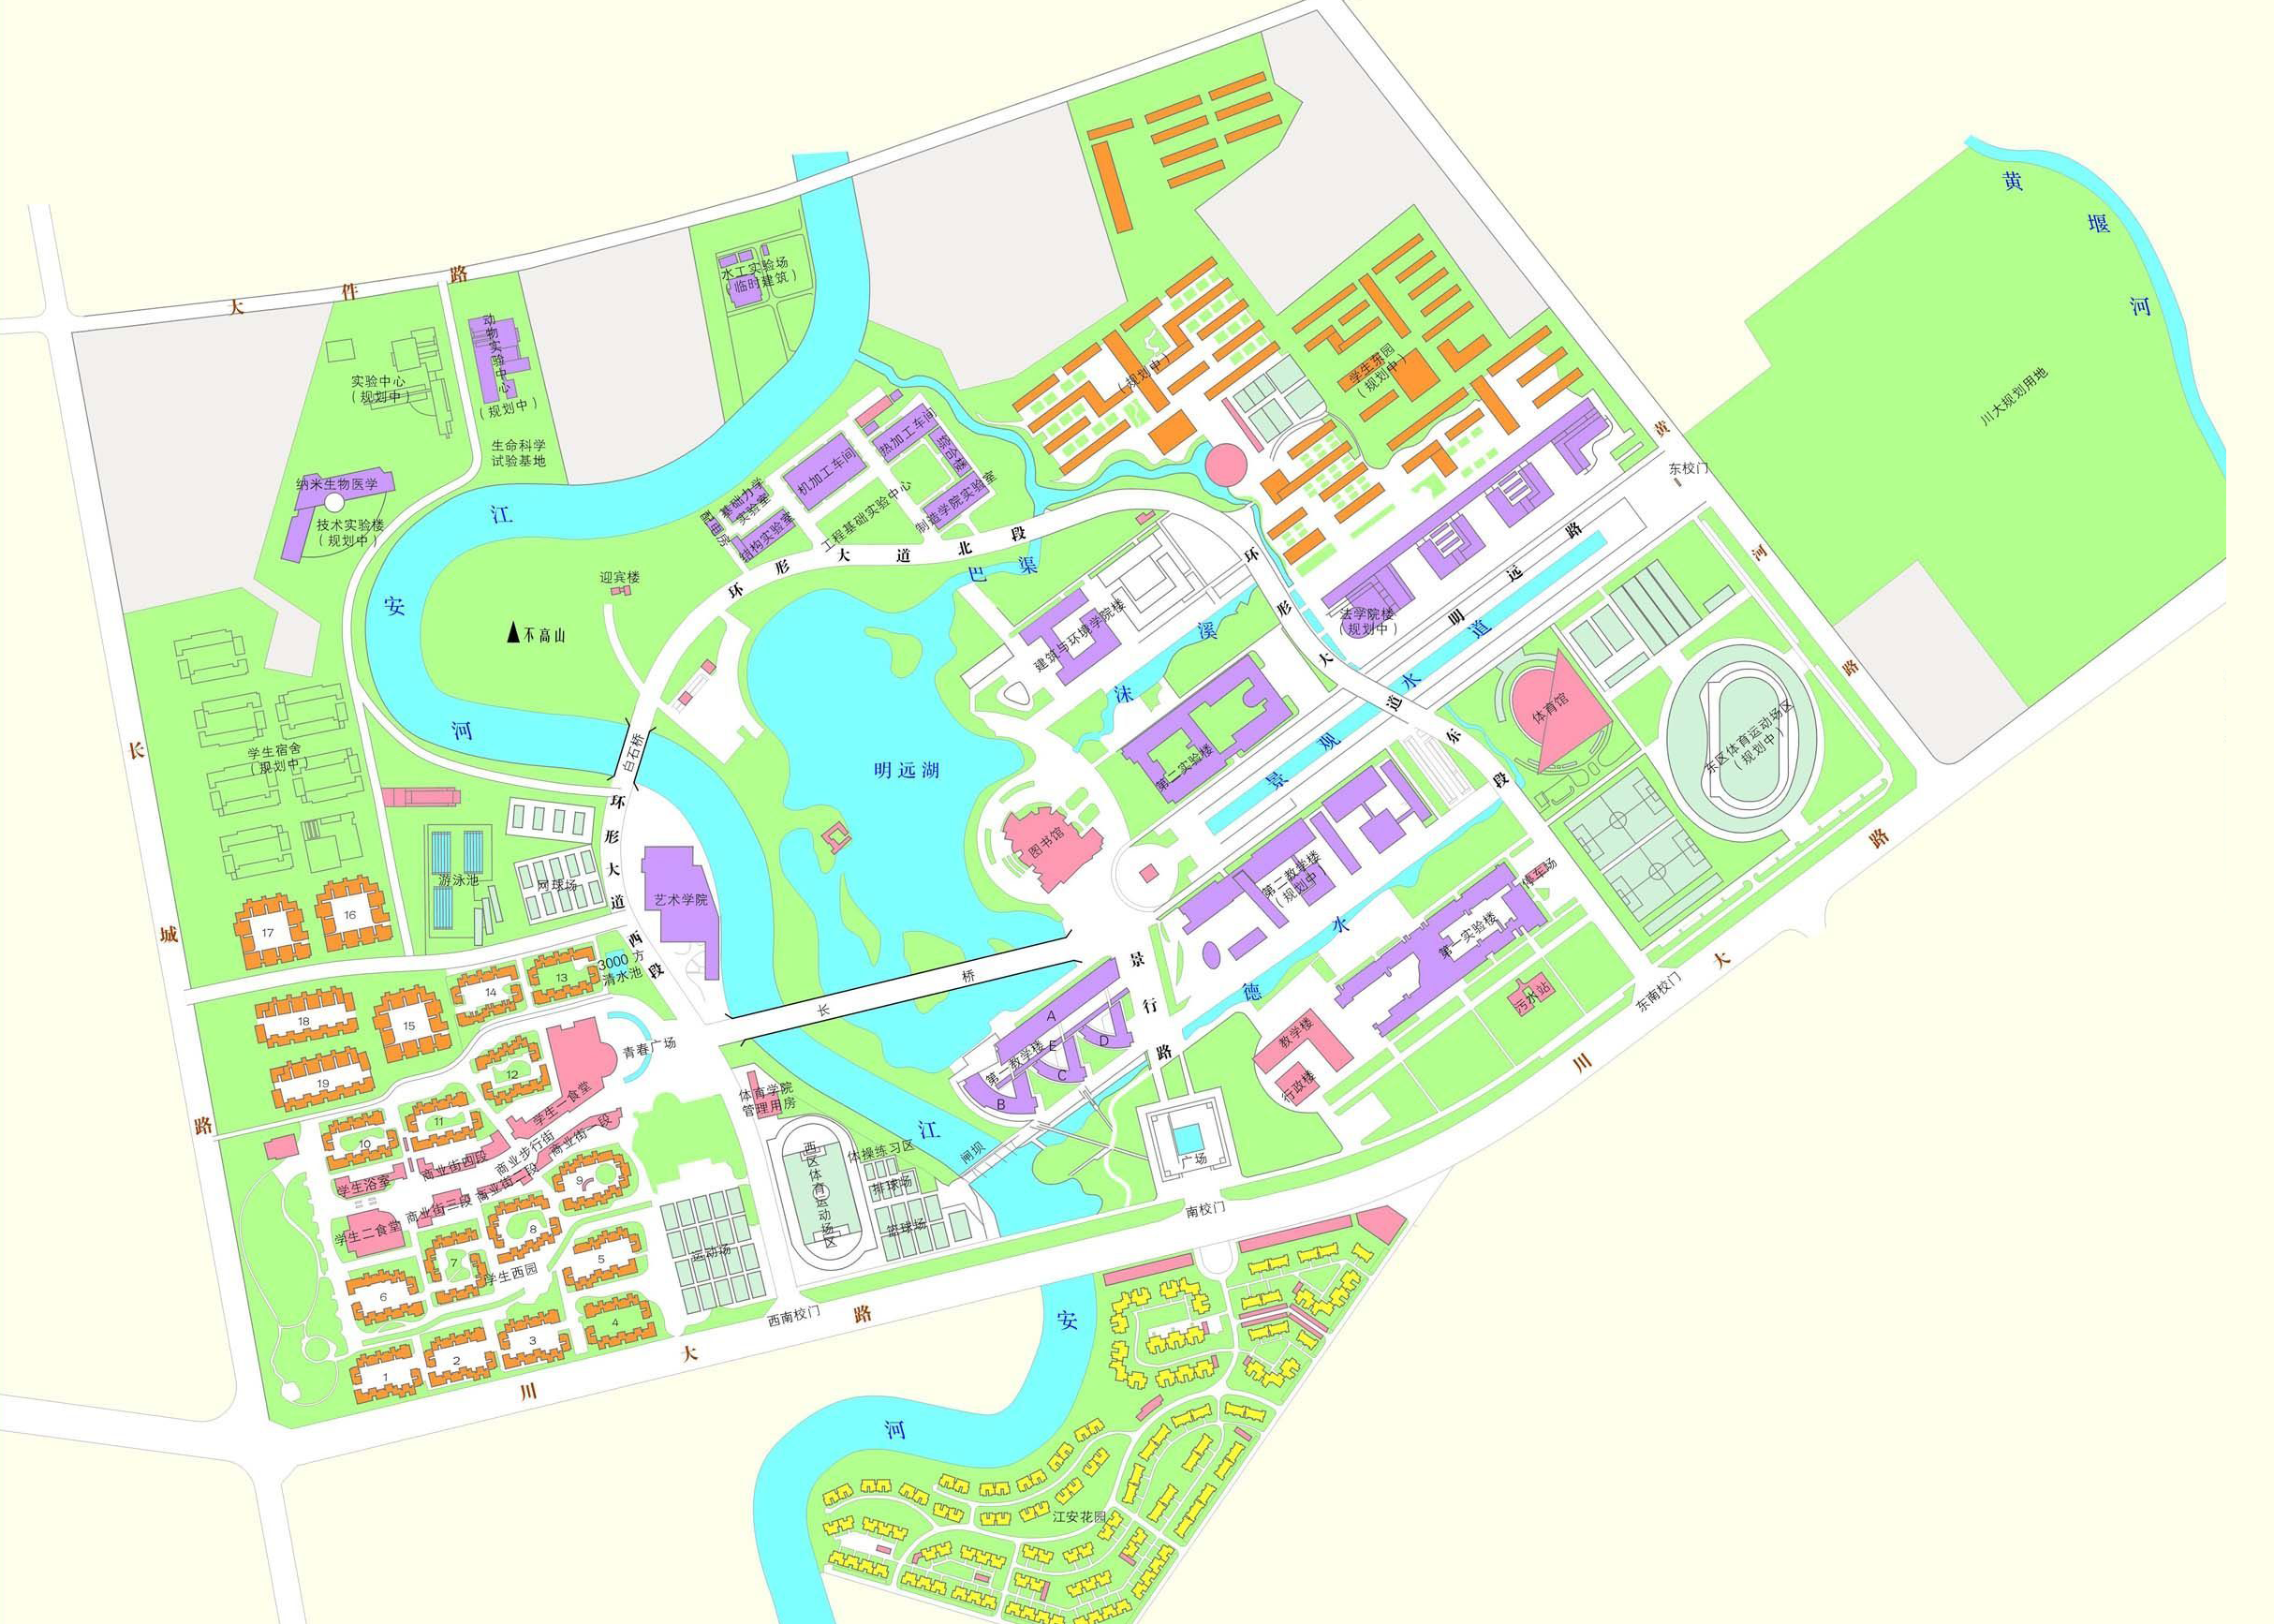 大件路
黄堰河
水工实验场
（临时建筑）
动物实验中心
（规划中）
实验中心
（规划中）
生命科学
试验基地
纳米生物医学
技术实验楼
（规划中）
（规划中）
学生东园
（规划中）
川大规划用地
热加工车间
综合楼
机加工车间
制造学院实验室
工程基础实验中心
基础力学
实验室
结构实验室
配电房
东校门
黄河路
江安河
迎宾楼
不高山
环形大道北段
巴渠
明远路
法学院楼
（规划中）
建筑与环境学院楼
沫溪
环形大道东段
景观水道
第二实验楼
体育馆
东区体育运动场区
（规划中）
长城路
学生宿舍
（规划中）
白石桥
明远湖
图书馆
环形大道西段
游泳池
网球场
艺术学院
第二教学楼
（规划中
停车场
第一实验楼
德水
污水站
东南校门
教学楼
行政楼
17
16
3000方
清水池
14
13
18
15
19
12
青春广场
长桥
景行路
第一教学楼
A
E
D
C
B
学生一食堂
体育学院
管理用房
10
11
商业街一段
商业步行街
商业街四段
商业街二段
商业街三段
学生浴室
学生二食堂
9
8
7
学生西园
6
5
4
3
2
1
西区体育运动场区
体操练习区
排球场
篮球场
运动场
江
闸坝
广场
南校门
西南校门
川大路
川大路
安河
江安花园